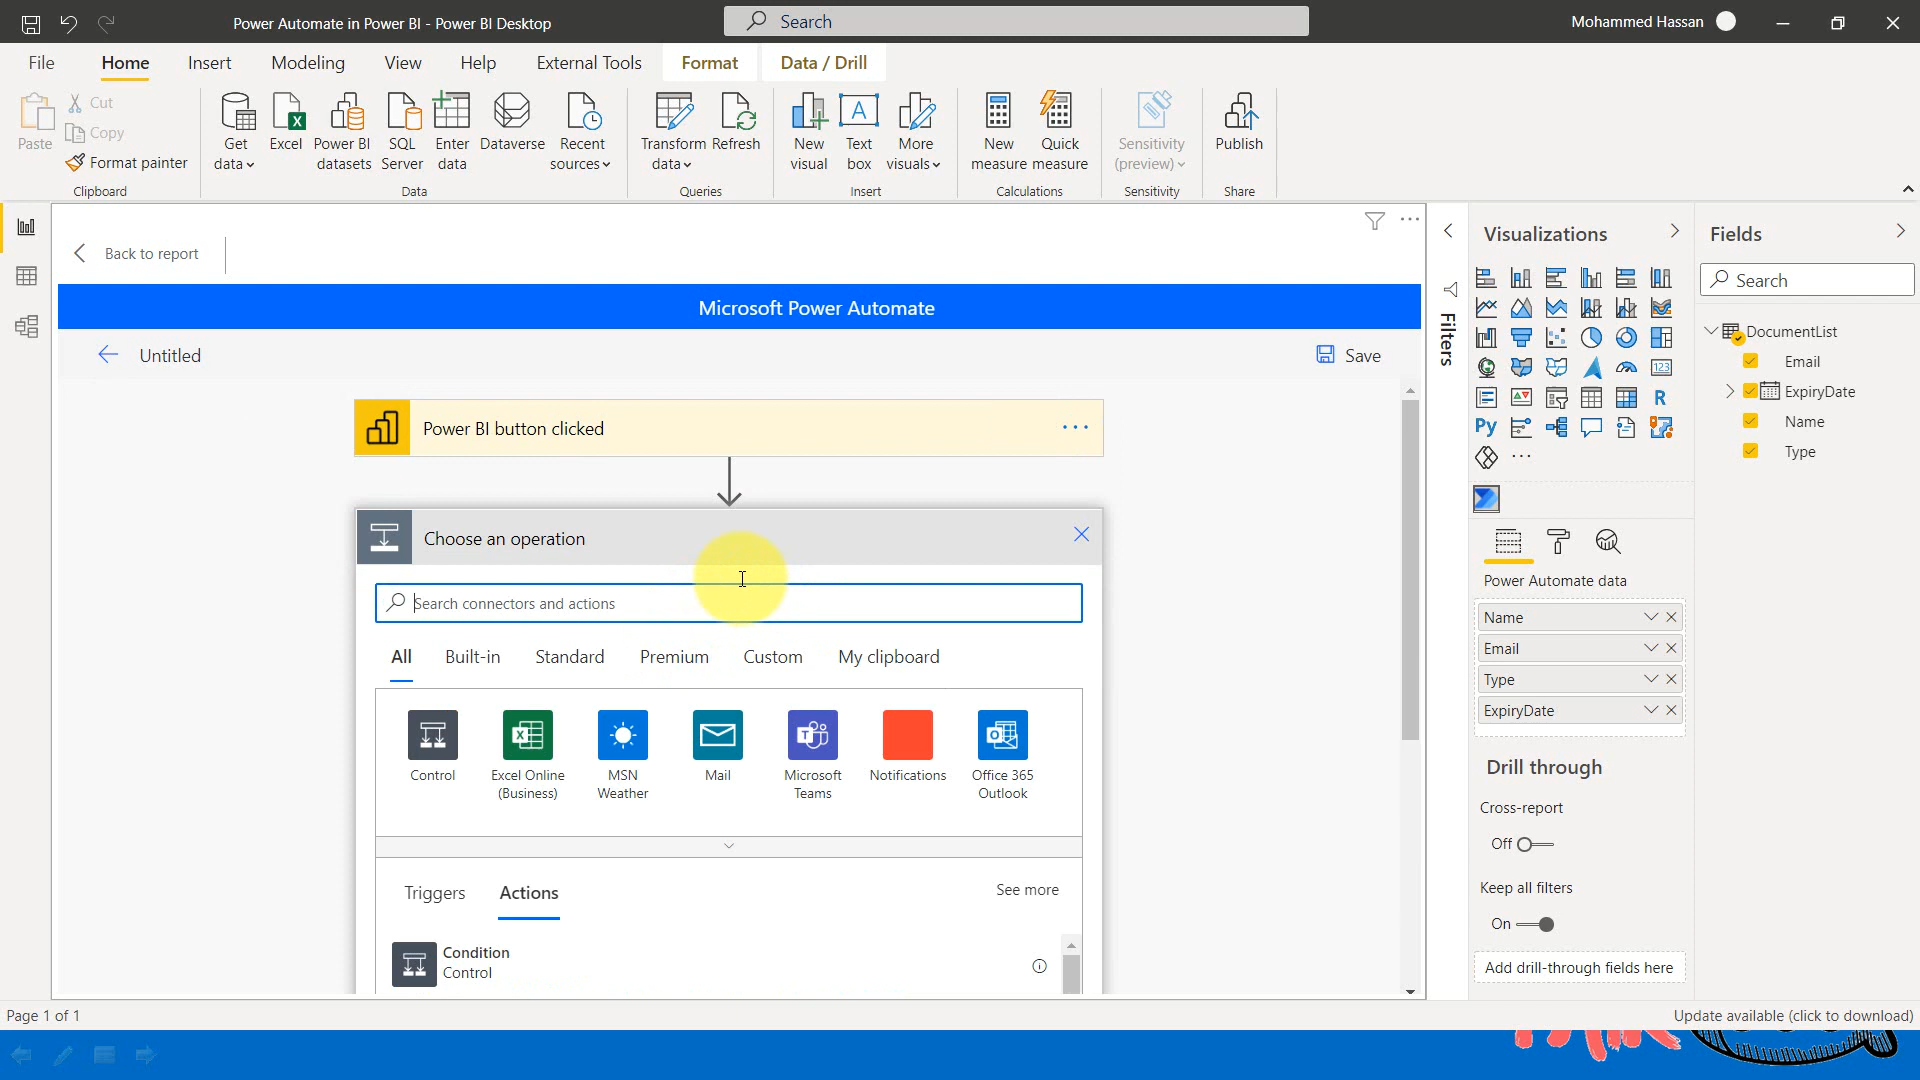 Power Automate in Power BI - Power BI Desktop
Search
Mohammed Hassan
File
Home
Insert
Modeling
View
Help
External Tools
Format
Data / Drill
Paste
Cut
Copy
Format painter
Clipboard
Get
data
Excel
Power BI
datasets
SQL
Server
Enter
data
Dataverse
Recent
sources
Data
Transform
data
Refresh
Queries
New
visual
A
Text
box
More
visuals
Insert
New
measure
Quick
measure
Calculations
Sensitivity
(preview)
Sensitivity
Publish
Share
Back to report
Microsoft Power Automate
Untitled
Save
Power BI button clicked
Choose an operation
Search connectors and actions
All
Built-in
Standard
Premium
Custom
My clipboard
Control
Excel Online
(Business)
MSN
Weather
Mail
Microsoft
Teams
Notifications
Office 365
Outlook
Triggers
Actions
See more
Condition
Control
Filters
Visualizations
123
R
Py
Power Automate data
Name
Email
Type
ExpiryDate
Drill through
Cross-report
Off
Keep all filters
On
Add drill-through fields here
Fields
Search
DocumentList
Email
ExpiryDate
Name
Type
Page 1 of 1
Update available (click to download)